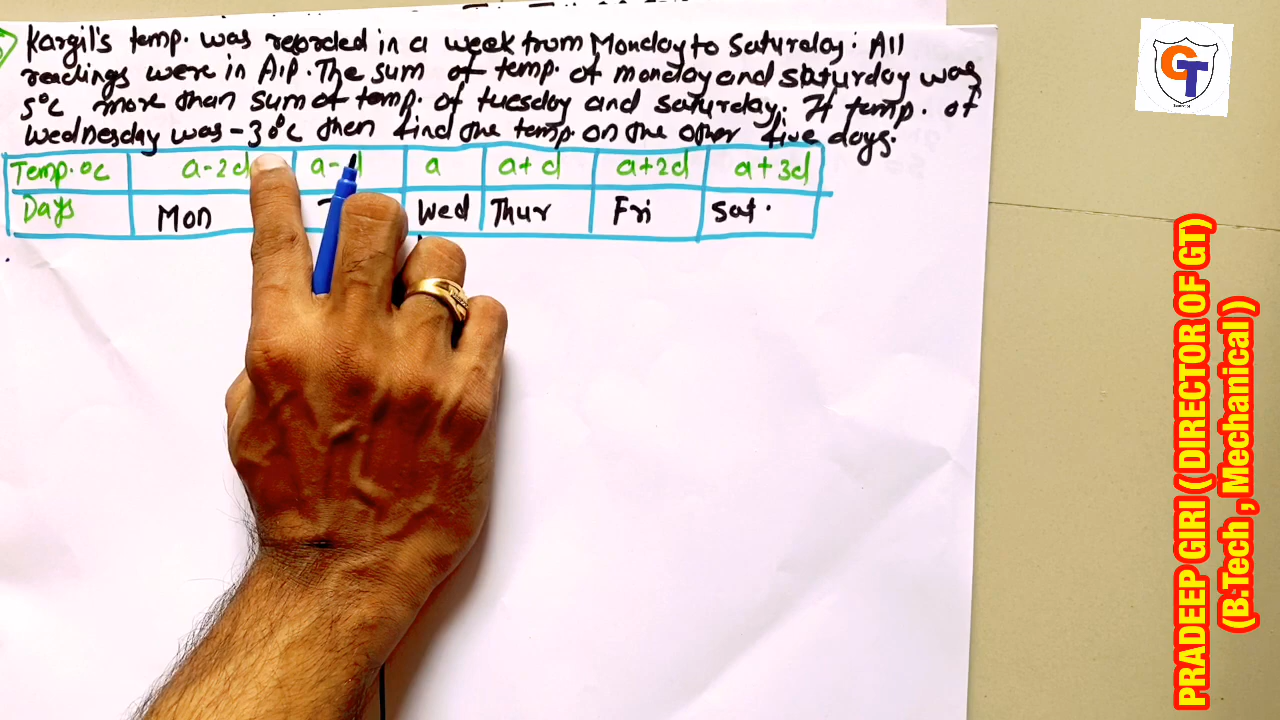 Kargil's temp. was reported in a week from Monday to Saturday. All
readings were in A.P. The sum of temp. of monday and saturday was
5°C more than sum of temp. of tuesday and saturday. If temp. of
Wednesday was -30°C then find the temp. on the other five days.
Temp.°C a-2d a-d a a+d a+2d a+3d
Days Mon Wed Thur Fri Sat.
GT
PRADEEP GIRI ( DIRECTOR OF GT)
(B.Tech , Mechanical )